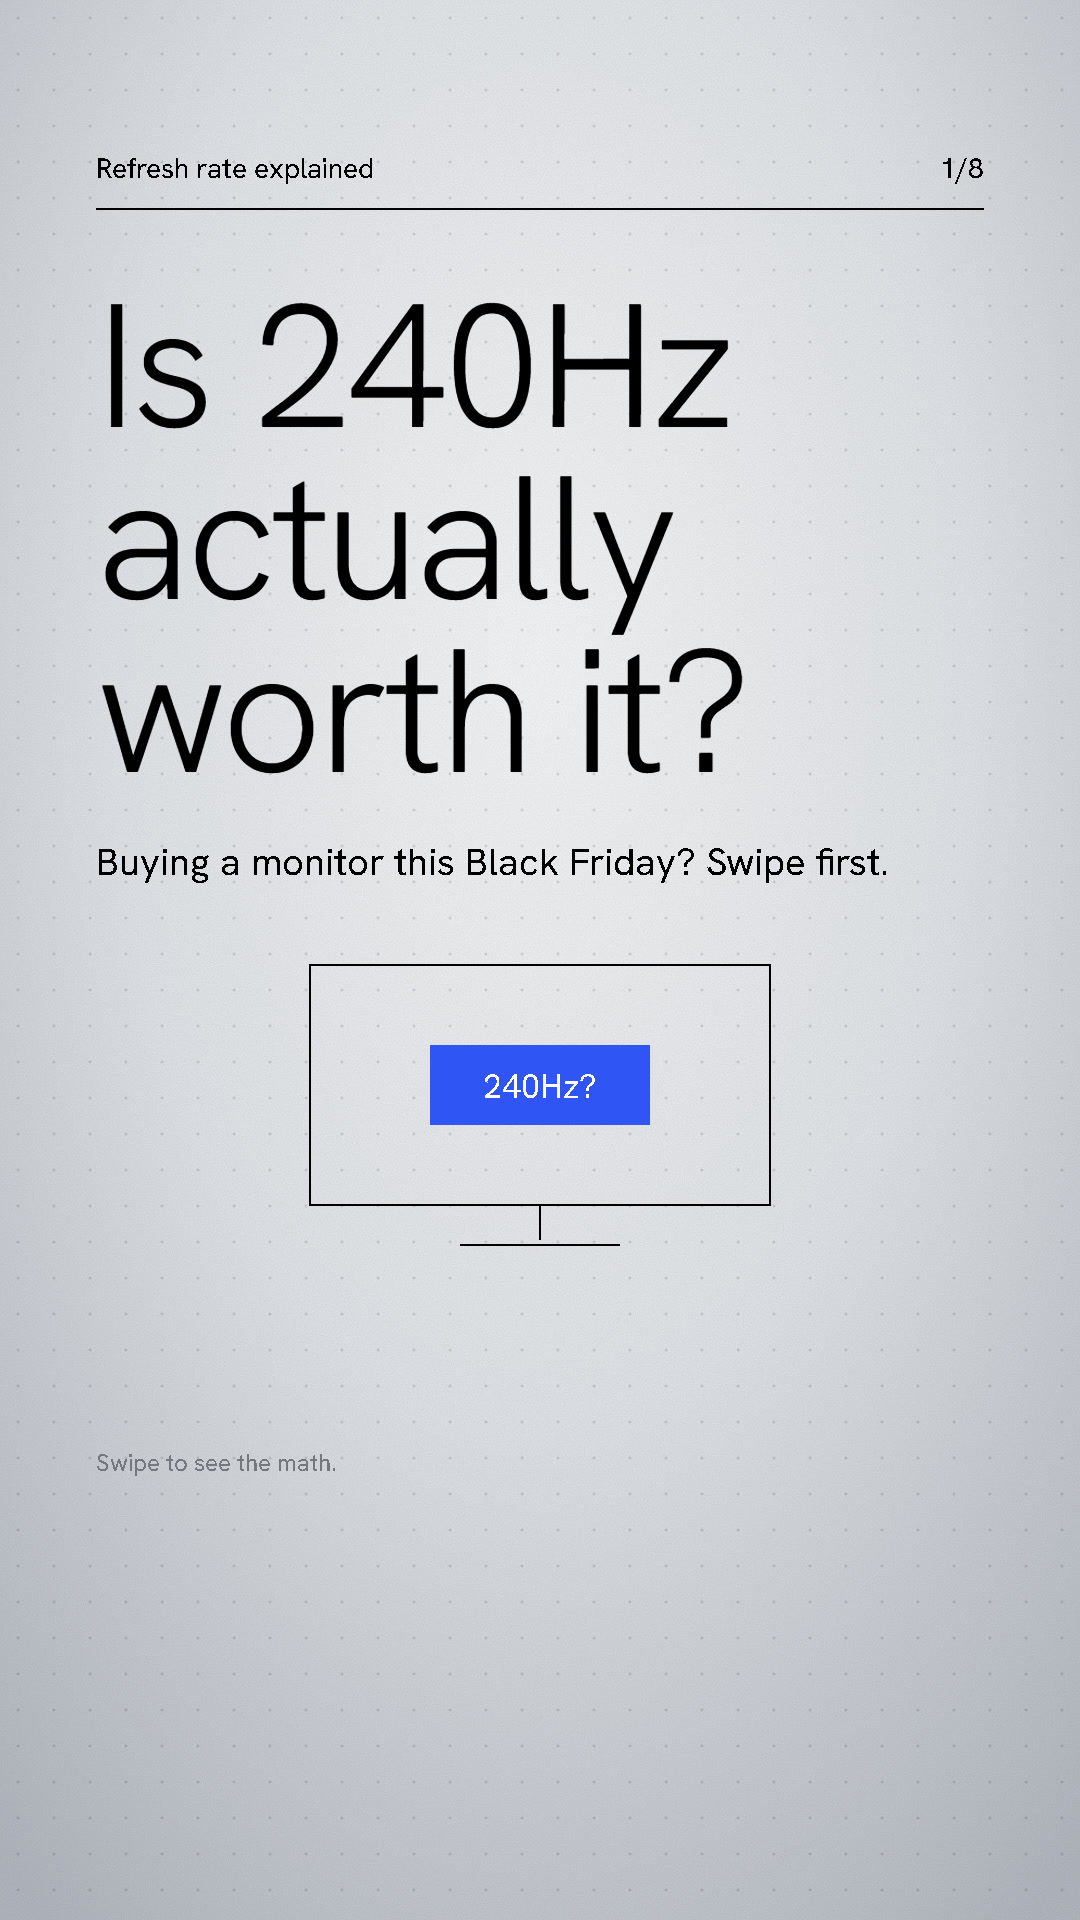 Refresh rate explained
1/8
Is 240Hz
actually
worth it?
Buying a monitor this Black Friday? Swipe first.
240Hz?
Swipe to see the math.